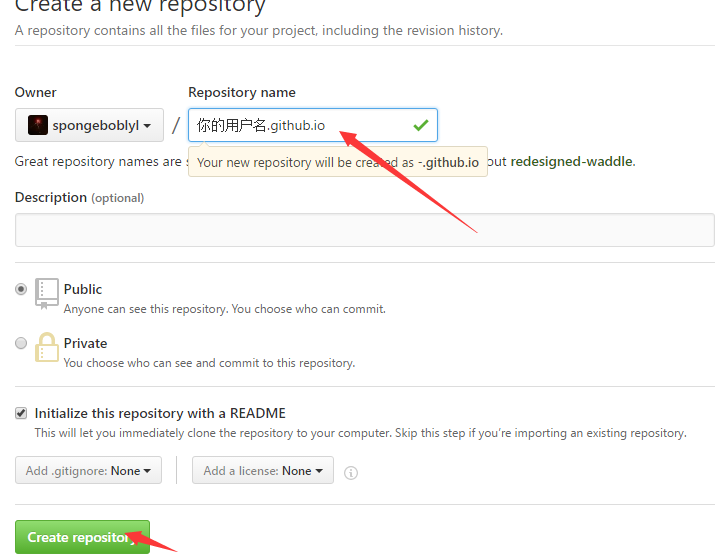 Create a new repository
A repository contains all the files for your project, including the revision history.
Owner
Repository name
spongeboblyl
/
你的用户名.github.io
Great repository names are
Your new repository will be created as -.github.io
out redesigned-waddle.
Description (optional)
Public
Anyone can see this repository. You choose who can commit.
Private
You choose who can see and commit to this repository.
Initialize this repository with a README
This will let you immediately clone the repository to your computer. Skip this step if you’re importing an existing repository.
Add .gitignore: None
Add a license: None
Create repository